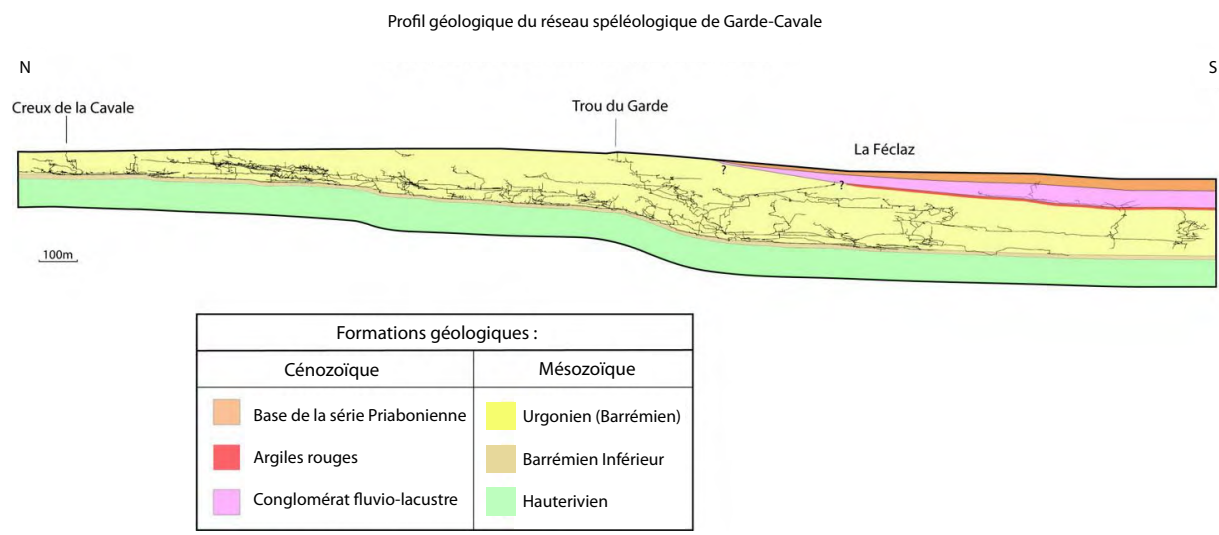 Profil géologique du réseau spéléologique de Garde-Cavale
N
S
Creux de la Cavale
Trou du Garde
La Féclaz
?
?
100m
Formations géologiques :
Cénozoïque
Mésozoïque
Base de la série Priabonienne
Urgonien (Barrémien)
Argiles rouges
Barrémien Inférieur
Conglomérat fluvio-lacustre
Hauterivien